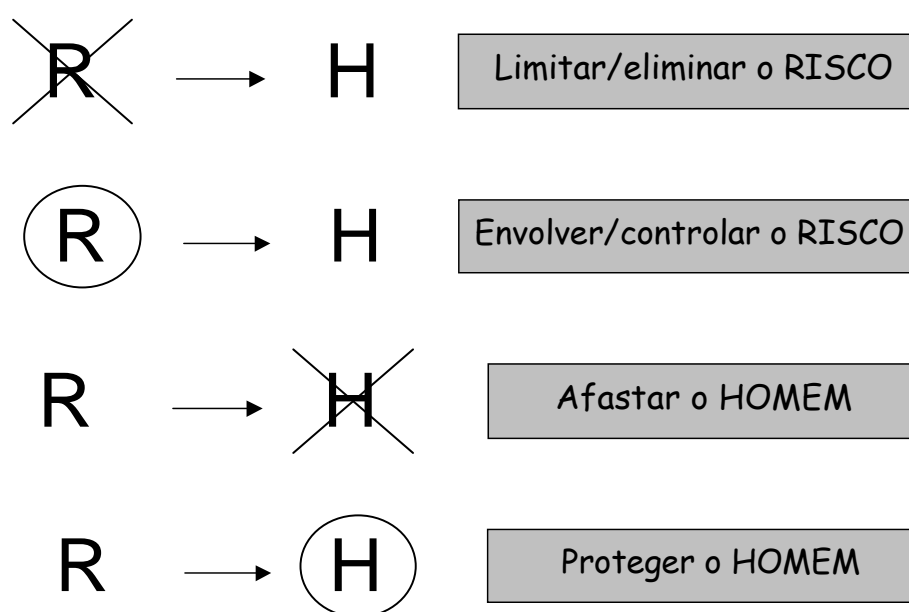 R H Limitar/eliminar o RISCO
R H Envolver/controlar o RISCO
R H Afastar o HOMEM
R H Proteger o HOMEM